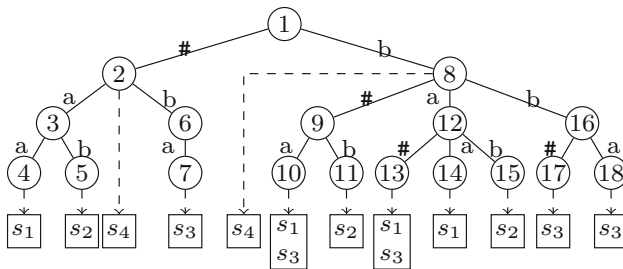 1
# b
2 8
a b # a b
3 6 9 12 16
a b a a b # a b # a
4 5 7 10 11 13 14 15 17 18
s1 s2 s4 s3 s4 s1 s2 s1 s1 s2 s3 s3
s3 s3